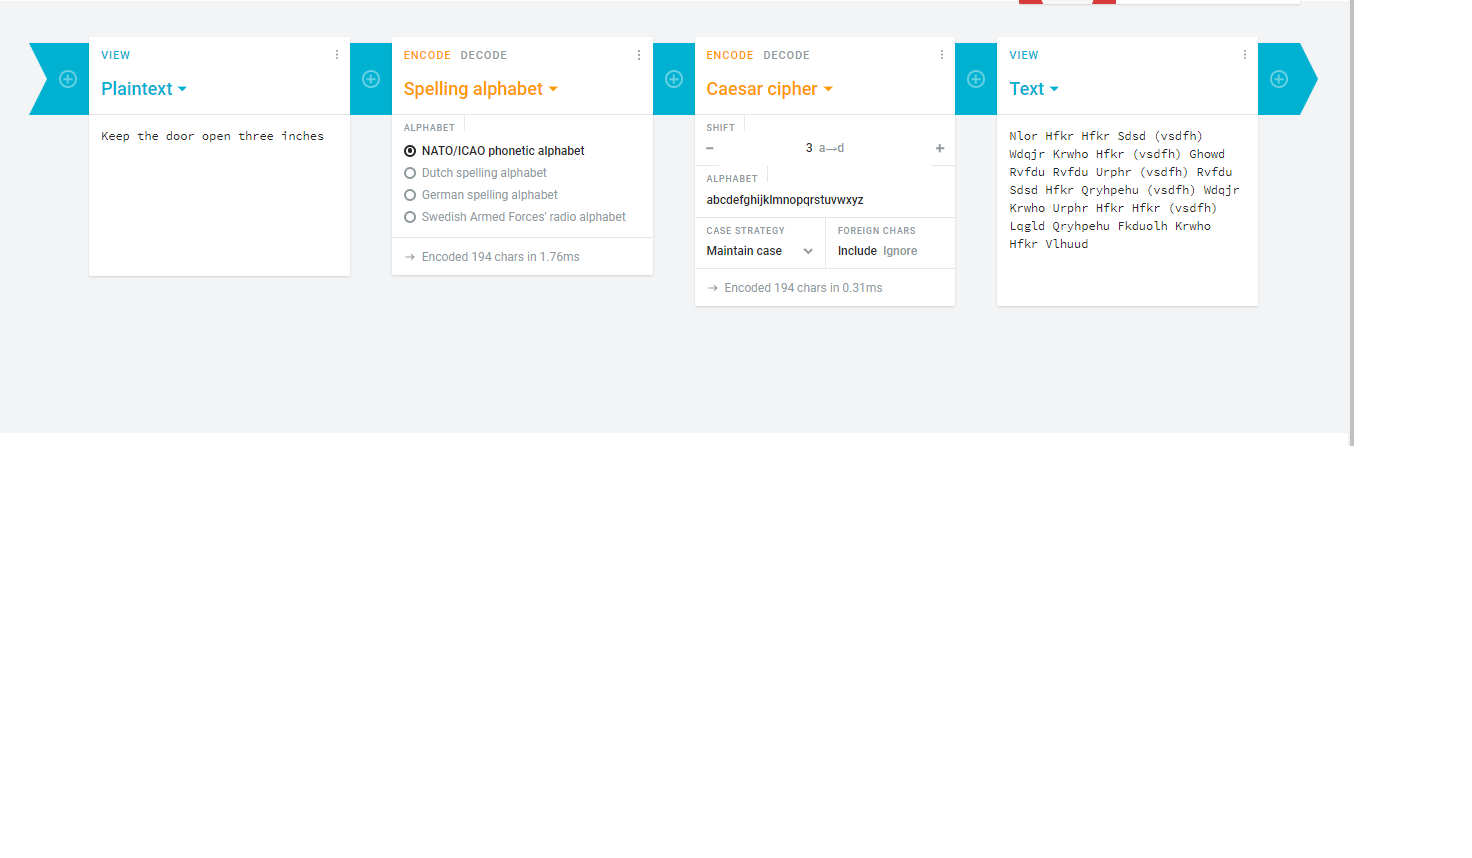 VIEW
Plaintext
Keep the door open three inches
ENCODE DECODE
Spelling alphabet
ALPHABET
NATO/ICAO phonetic alphabet
Dutch spelling alphabet
German spelling alphabet
Swedish Armed Forces' radio alphabet
→ Encoded 194 chars in 1.76ms
ENCODE DECODE
Caesar cipher
SHIFT
− 3 a→d +
ALPHABET
abcdefghijklmnopqrstuvwxyz
CASE STRATEGY
Maintain case
FOREIGN CHARS
Include Ignore
→ Encoded 194 chars in 0.31ms
VIEW
Text
Nlor Hfkr Hfkr Sdsd (vsdfh)
Wdqjr Krwho Hfkr (vsdfh) Ghowd
Rvfdu Rvfdu Urphr (vsdfh) Rvfdu
Sdsd Hfkr Qryhpehu (vsdfh) Wdqjr
Krwho Urphr Hfkr Hfkr (vsdfh)
Lqgld Qryhpehu Fkduolh Krwho
Hfkr Vlhuud